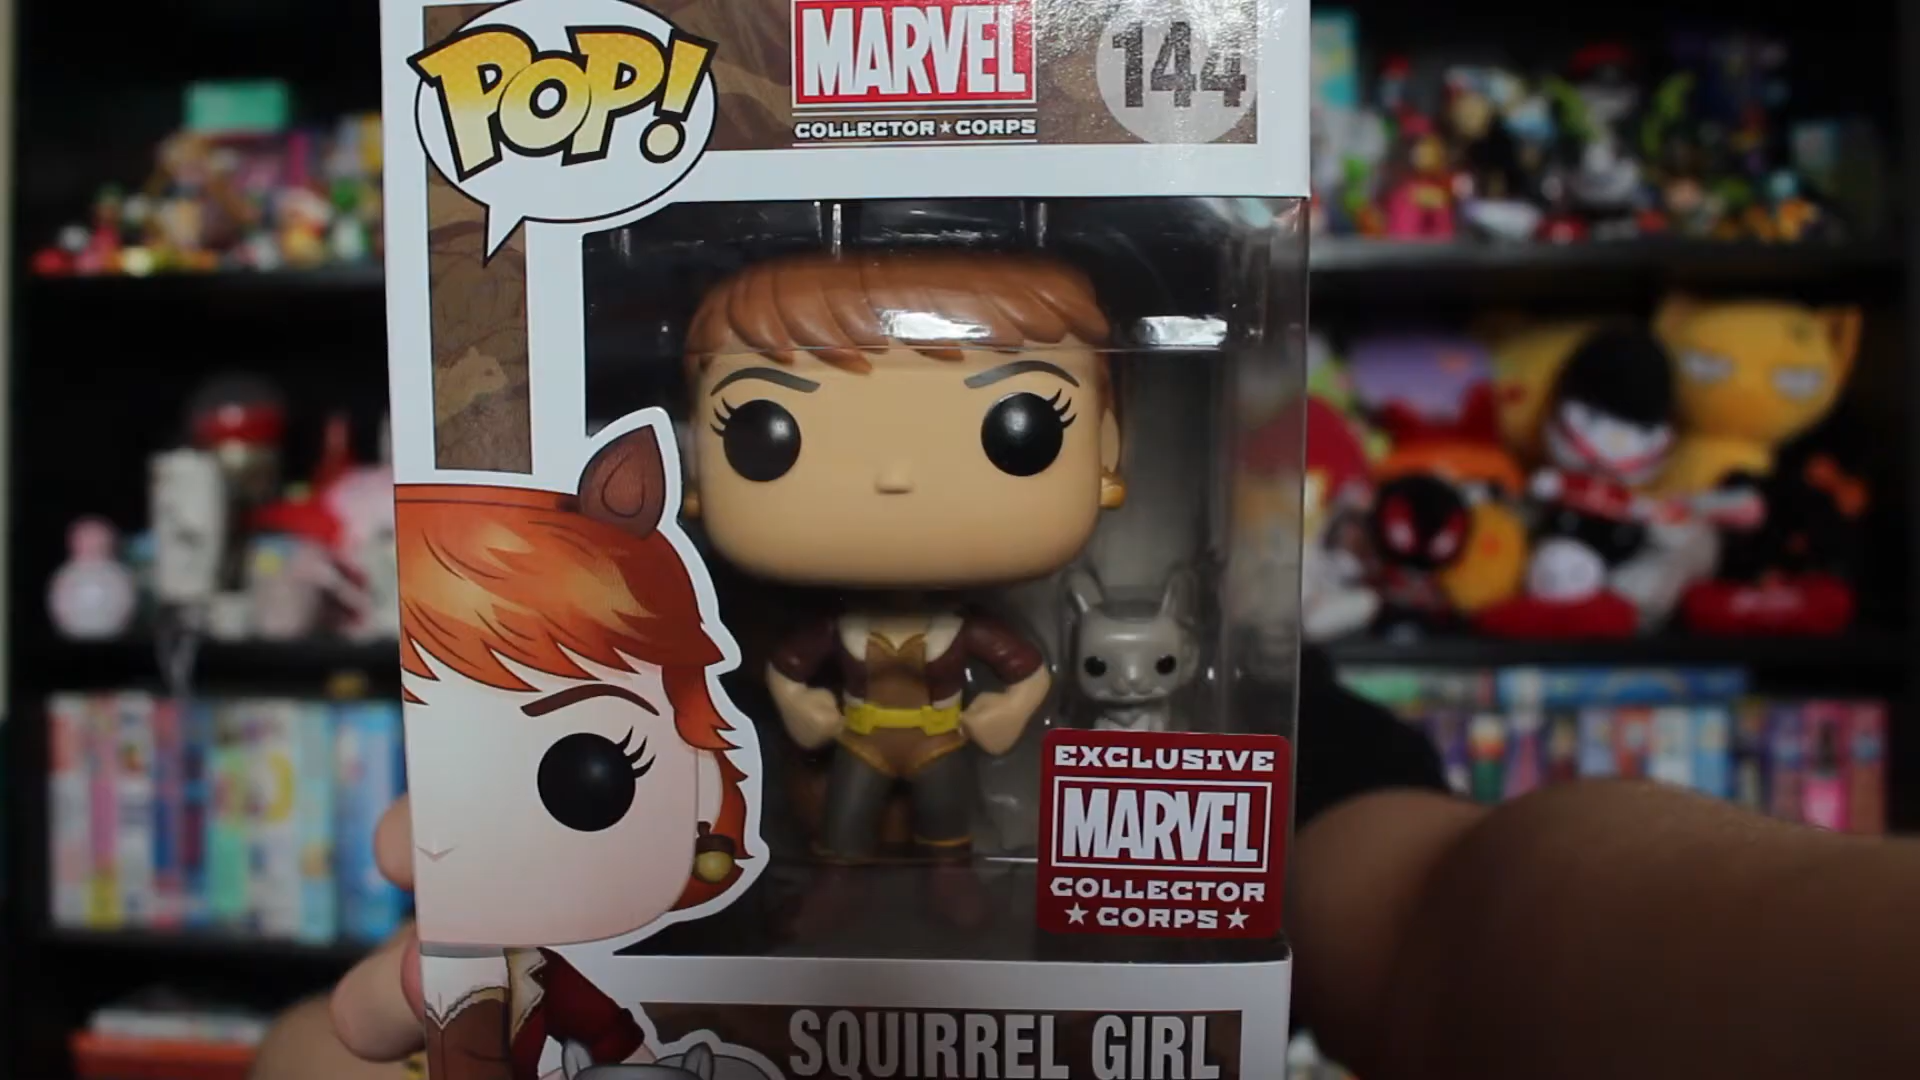 POP!
MARVEL
COLLECTOR★CORPS
144
EXCLUSIVE
MARVEL
COLLECTOR
★ CORPS ★
SQUIRREL GIRL